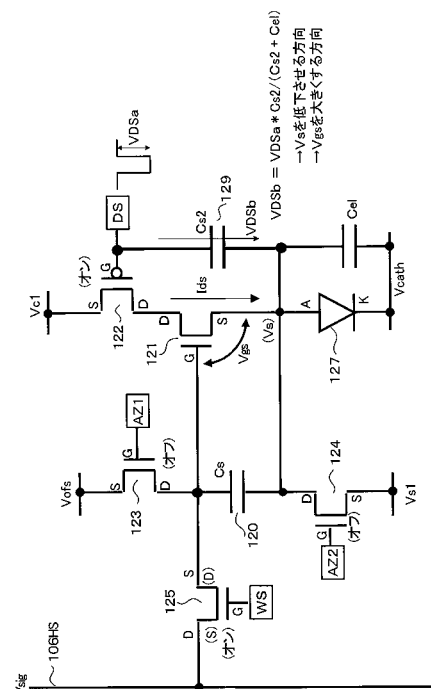 VDSa
DS
VDSb = VDSa * Cs2/(Cs2 + Cel)
→Vsを低下させる方向
→Vgsを大きくする方向
Vc1
S
(オン)
G
122
D
Ids
Cs2
129
VDSb
D
121
G
S
Vgs
(Vs)
A
K
127
Cel
Vcath
AZ1
Vofs
S
G
123
D
(オフ)
Cs
120
D
124
G
S
(オフ)
AZ2
Vs1
S
(D)
125
D
(S)
G
(オン)
WS
Vsig
106HS